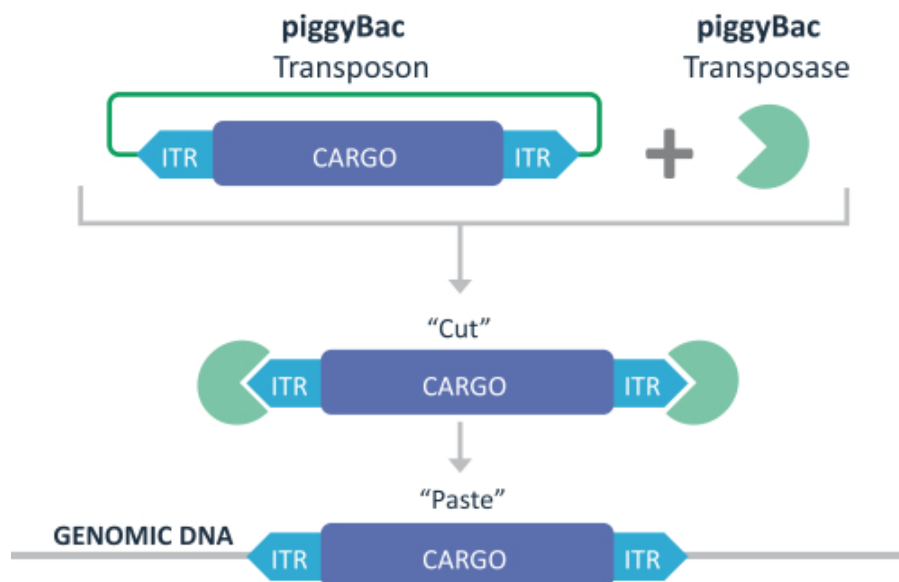 piggyBac
Transposon
piggyBac
Transposase
ITR CARGO ITR
“Cut”
ITR CARGO ITR
“Paste”
GENOMIC DNA
ITR CARGO ITR